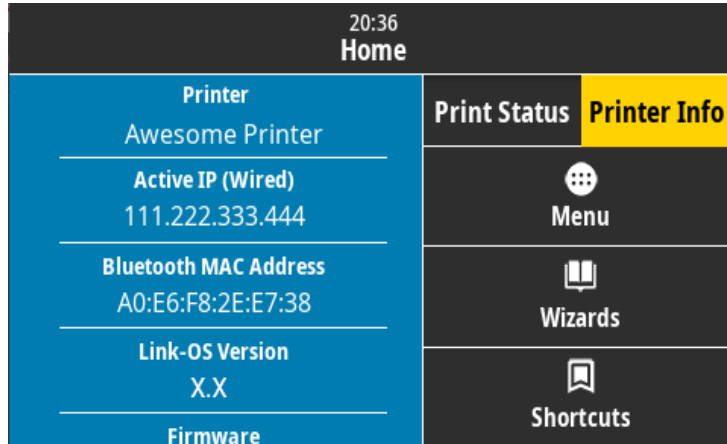 20:36
Home
Printer
Awesome Printer
Active IP (Wired)
111.222.333.444
Bluetooth MAC Address
A0:E6:F8:2E:E7:38
Link-OS Version
X.X
Firmware
Print Status
Printer Info
Menu
Wizards
Shortcuts